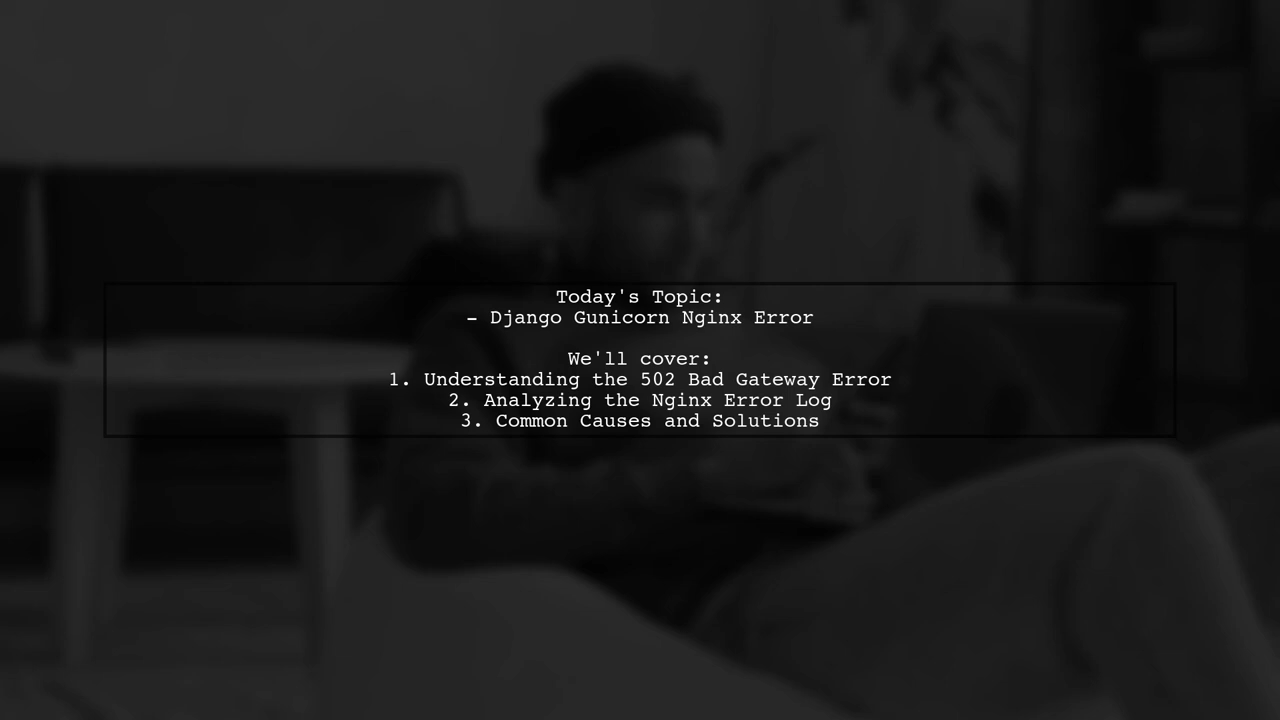 Today's Topic:
- Django Gunicorn Nginx Error
We'll cover:
1. Understanding the 502 Bad Gateway Error
2. Analyzing the Nginx Error Log
3. Common Causes and Solutions